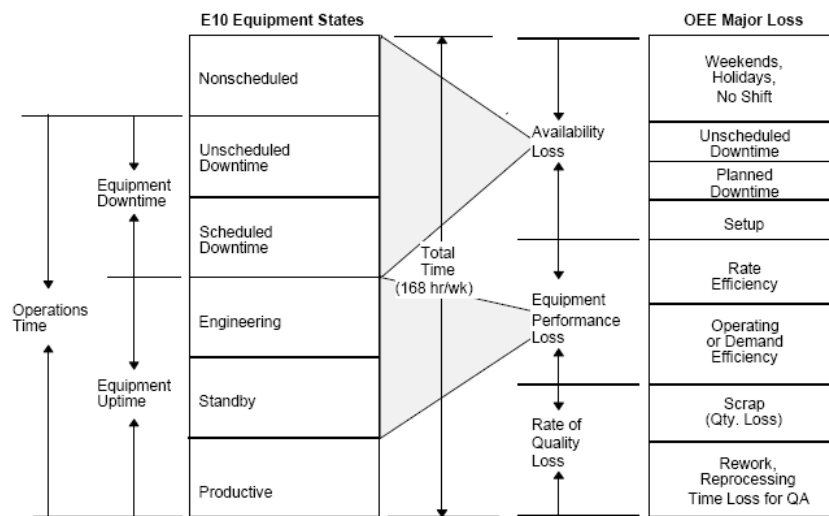 E10 Equipment States
OEE Major Loss
Nonscheduled
Unscheduled
Downtime
Scheduled
Downtime
Engineering
Standby
Productive
Equipment
Downtime
Operations
Time
Equipment
Uptime
Total
Time
(168 hr/wk)
Availability
Loss
Equipment
Performance
Loss
Rate of
Quality
Loss
Weekends,
Holidays,
No Shift
Unscheduled
Downtime
Planned
Downtime
Setup
Rate
Efficiency
Operating
or Demand
Efficiency
Scrap
(Qty. Loss)
Rework,
Reprocessing
Time Loss for QA